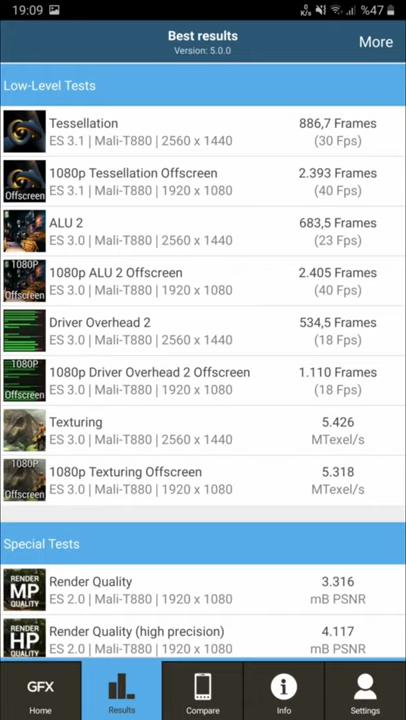 19:09
0
K/s
%47
Best results
Version: 5.0.0
More
Low-Level Tests
Tessellation
886,7 Frames
ES 3.1 | Mali-T880 | 2560 x 1440
(30 Fps)
1080p Tessellation Offscreen
2.393 Frames
Offscreen
ES 3.1 | Mali-T880 | 1920 x 1080
(40 Fps)
ALU 2
683,5 Frames
ES 3.0 | Mali-T880 | 2560 x 1440
(23 Fps)
1080P
1080p ALU 2 Offscreen
2.405 Frames
Offscreen
ES 3.0 | Mali-T880 | 1920 x 1080
(40 Fps)
Driver Overhead 2
534,5 Frames
ES 3.0 | Mali-T880 | 2560 x 1440
(18 Fps)
1080P
1080p Driver Overhead 2 Offscreen
1.110 Frames
Offscreen
ES 3.0 | Mali-T880 | 1920 x 1080
(18 Fps)
Texturing
5.426
ES 3.0 | Mali-T880 | 2560 x 1440
MTexel/s
1080P
1080p Texturing Offscreen
5.318
Offscreen
ES 3.0 | Mali-T880 | 1920 x 1080
MTexel/s
Special Tests
RENDER
MP
QUALITY
Render Quality
3.316
ES 2.0 | Mali-T880 | 1920 x 1080
mB PSNR
RENDER
HP
QUALITY
Render Quality (high precision)
4.117
ES 2.0 | Mali-T880 | 1920 x 1080
mB PSNR
GFX
Home
Results
Compare
Info
Settings